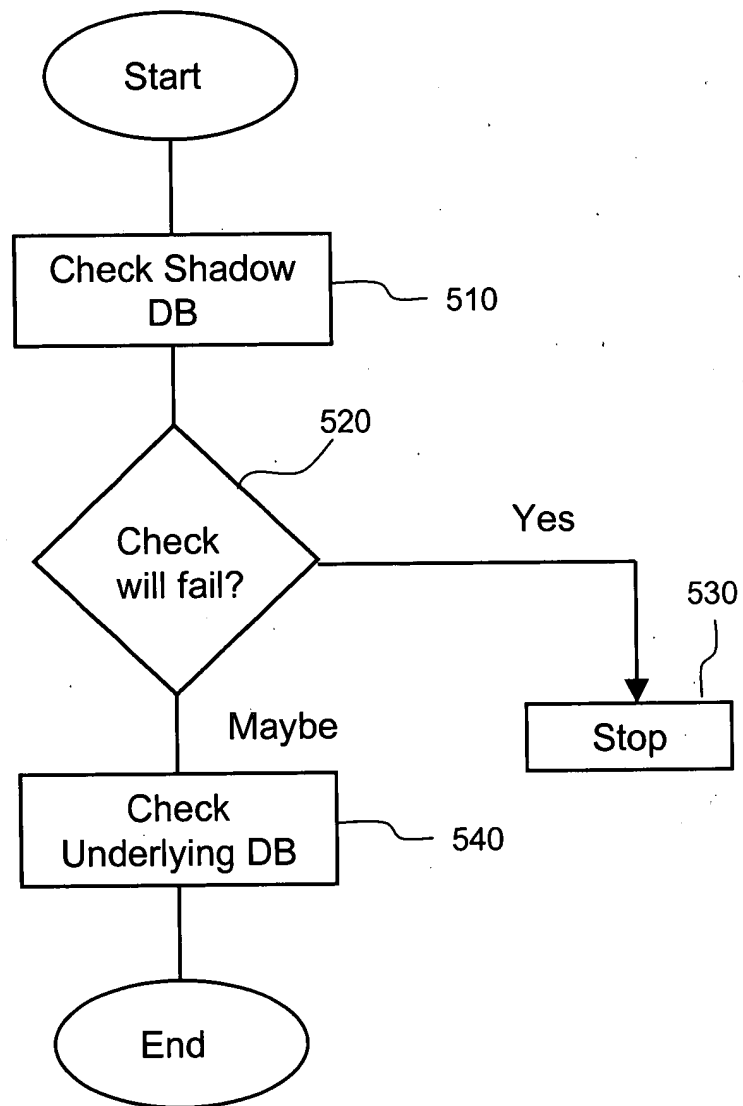 Start
Check Shadow
DB
510
520
Check
will fail?
Yes
530
Maybe
Stop
Check
Underlying DB
540
End